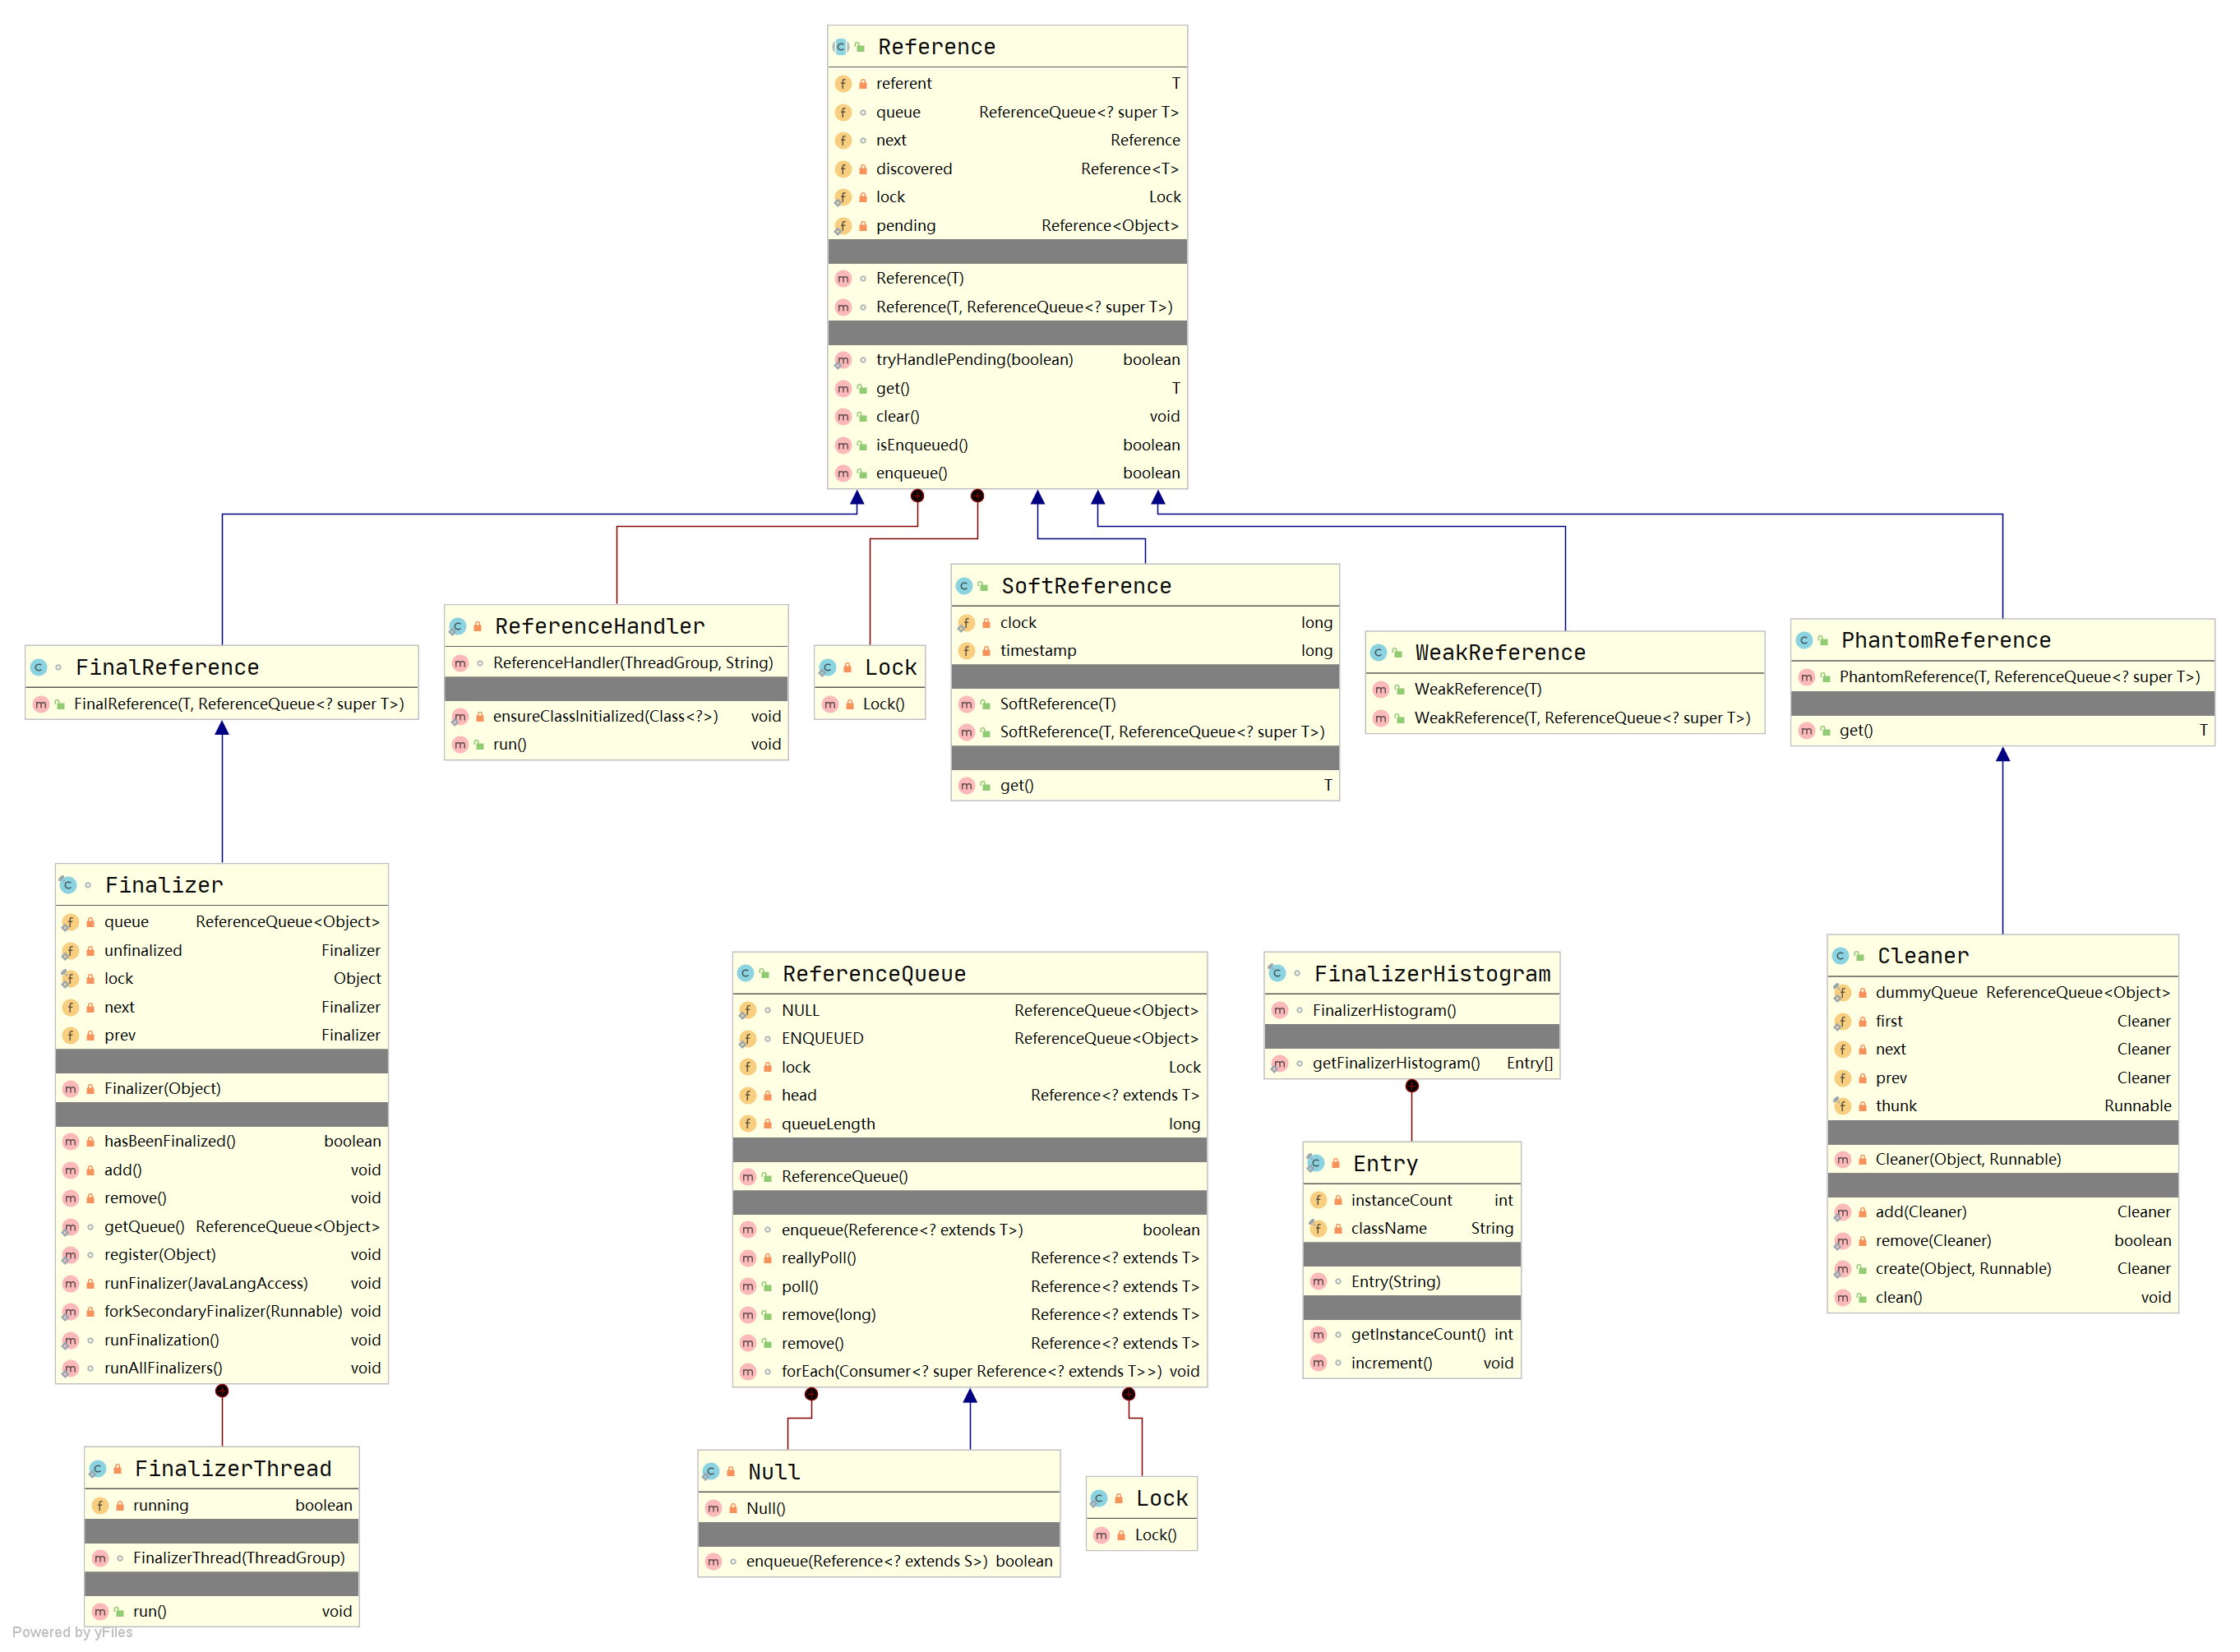 Reference
referent T
queue ReferenceQueue<? super T>
next Reference
discovered Reference<T>
lock Lock
pending Reference<Object>
Reference(T)
Reference(T, ReferenceQueue<? super T>)
tryHandlePending(boolean) boolean
get() T
clear() void
isEnqueued() boolean
enqueue() boolean
FinalReference
FinalReference(T, ReferenceQueue<? super T>)
ReferenceHandler
ReferenceHandler(ThreadGroup, String)
ensureClassInitialized(Class<?>) void
run() void
Lock
Lock()
SoftReference
clock long
timestamp long
SoftReference(T)
SoftReference(T, ReferenceQueue<? super T>)
get() T
WeakReference
WeakReference(T)
WeakReference(T, ReferenceQueue<? super T>)
PhantomReference
PhantomReference(T, ReferenceQueue<? super T>)
get() T
Finalizer
queue ReferenceQueue<Object>
unfinalized Finalizer
lock Object
next Finalizer
prev Finalizer
Finalizer(Object)
hasBeenFinalized() boolean
add() void
remove() void
getQueue() ReferenceQueue<Object>
register(Object) void
runFinalizer(JavaLangAccess) void
forkSecondaryFinalizer(Runnable) void
runFinalization() void
runAllFinalizers() void
ReferenceQueue
NULL ReferenceQueue<Object>
ENQUEUED ReferenceQueue<Object>
lock Lock
head Reference<? extends T>
queueLength long
ReferenceQueue()
enqueue(Reference<? extends T>) boolean
reallyPoll() Reference<? extends T>
poll() Reference<? extends T>
remove(long) Reference<? extends T>
remove() Reference<? extends T>
forEach(Consumer<? super Reference<? extends T>>) void
FinalizerHistogram
FinalizerHistogram()
getFinalizerHistogram() Entry[]
Entry
instanceCount int
className String
Entry(String)
getInstanceCount() int
increment() void
Cleaner
dummyQueue ReferenceQueue<Object>
first Cleaner
next Cleaner
prev Cleaner
thunk Runnable
Cleaner(Object, Runnable)
add(Cleaner) Cleaner
remove(Cleaner) boolean
create(Object, Runnable) Cleaner
clean() void
FinalizerThread
running boolean
FinalizerThread(ThreadGroup)
run() void
Null
Null()
enqueue(Reference<? extends S>) boolean
Lock
Lock()
Powered by yFiles